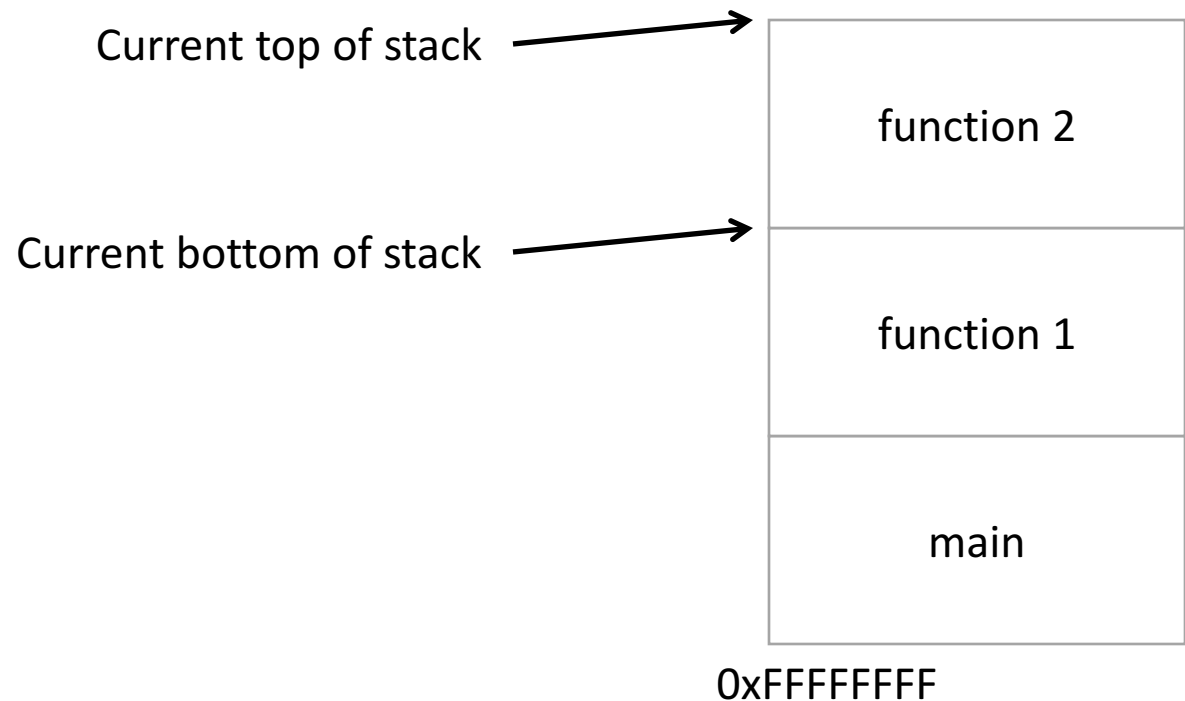 Current top of stack
function 2
Current bottom of stack
function 1
main
0xFFFFFFFF